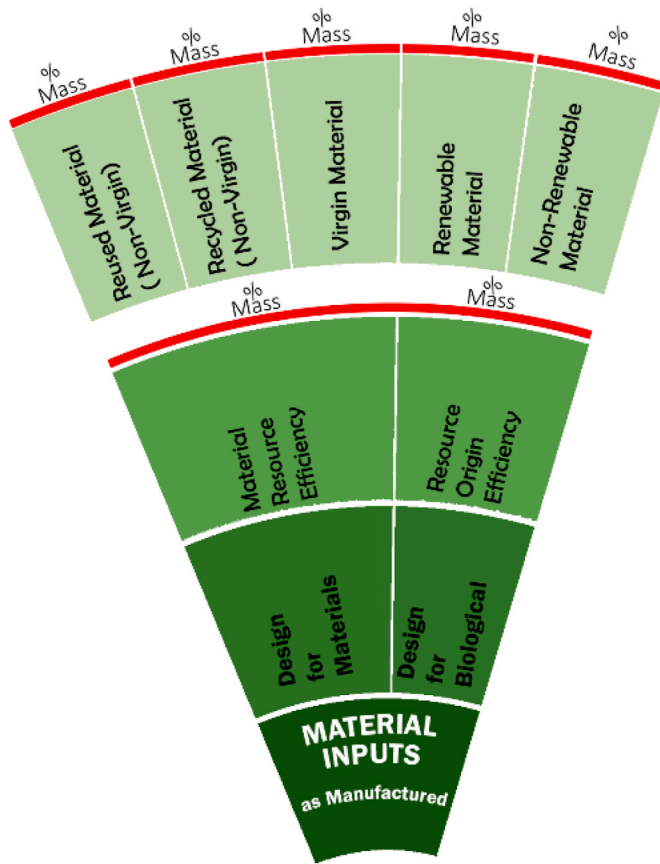 %
Mass
%
Mass
%
Mass
%
Mass
%
Mass
Reused Material
( Non-Virgin)
Recycled Material
( Non-Virgin)
Virgin Material
Renewable
Material
Non-Renewable
Material
%
Mass
%
Mass
Material
Resource
Efficiency
Resource
Origin
Efficiency
Design
for
Materials
Design
for
Biological
MATERIAL
INPUTS
as Manufactured